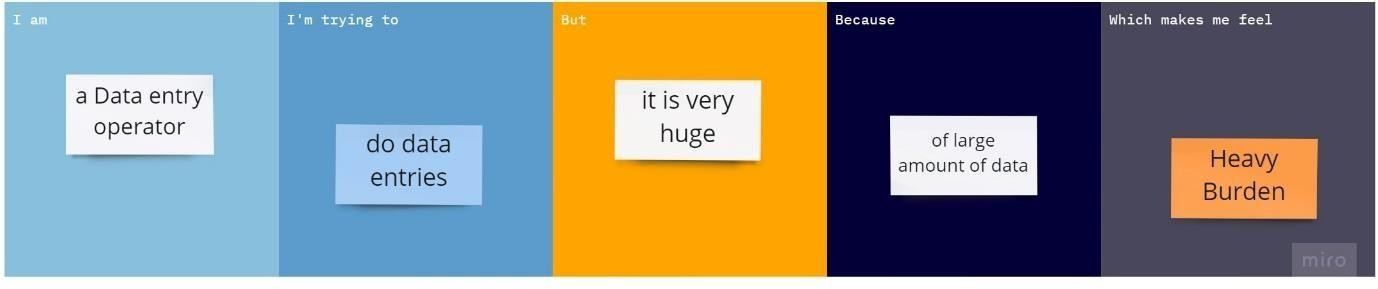 I am
a Data entry
operator
I'm trying to
do data
entries
But
it is very
huge
Because
of large
amount of data
Which makes me feel
Heavy
Burden
miro